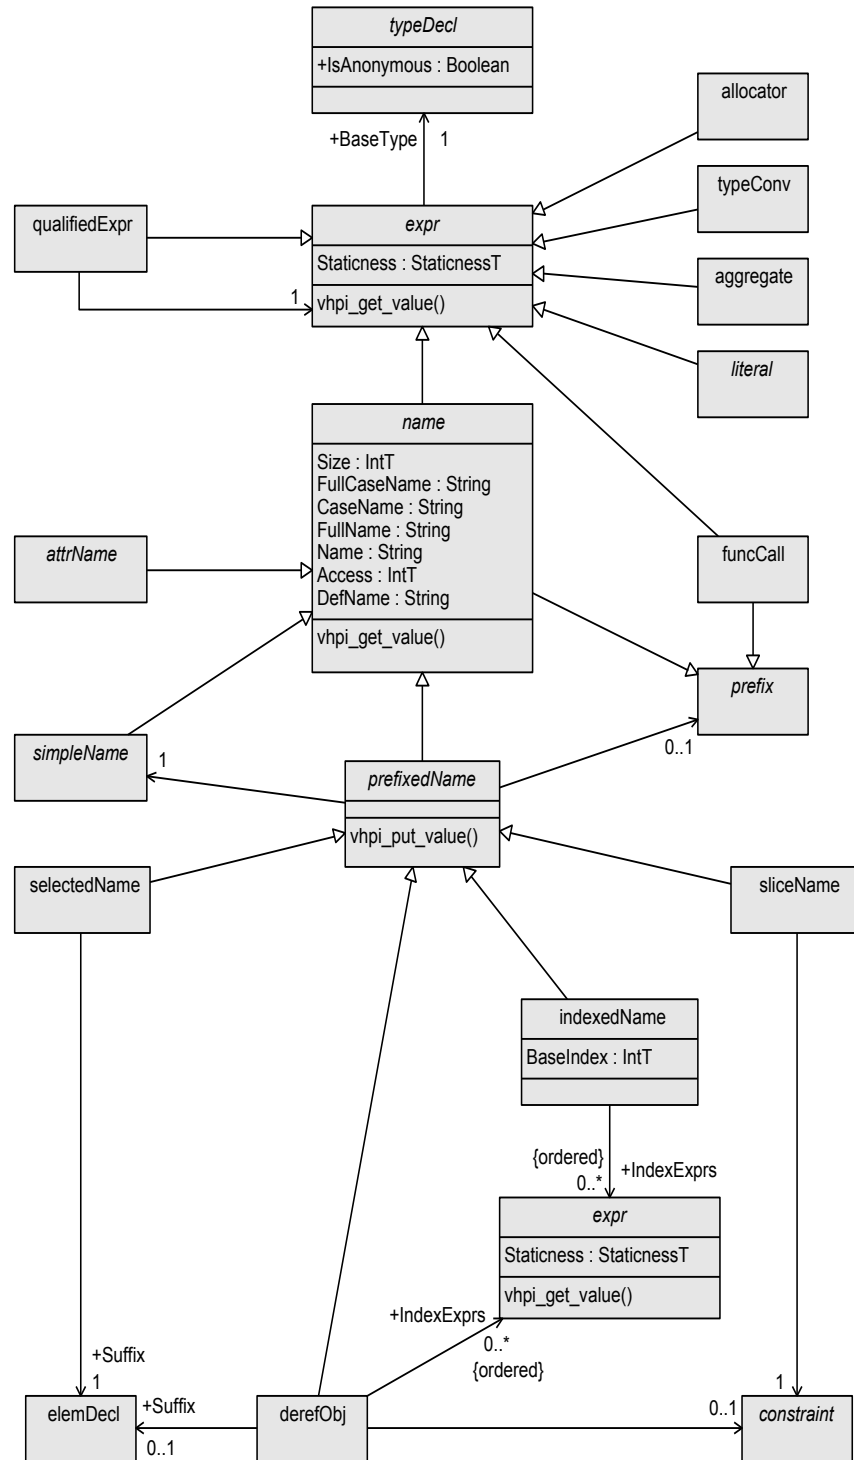 typeDecl
+IsAnonymous : Boolean
allocator
+BaseType 1
typeConv
qualifiedExpr
expr
Staticness : StaticnessT
aggregate
1
vhpi_get_value()
literal
name
Size : IntT
FullCaseName : String
CaseName : String
FullName : String
Name : String
Access : IntT
DefName : String
vhpi_get_value()
attrName
funcCall
prefix
simpleName
1
0..1
prefixedName
vhpi_put_value()
selectedName
sliceName
indexedName
BaseIndex : IntT
{ordered}
0..*
+IndexExprs
expr
Staticness : StaticnessT
vhpi_get_value()
+IndexExprs
0..*
{ordered}
+Suffix
1
elemDecl
+Suffix
0..1
derefObj
1
0..1
constraint